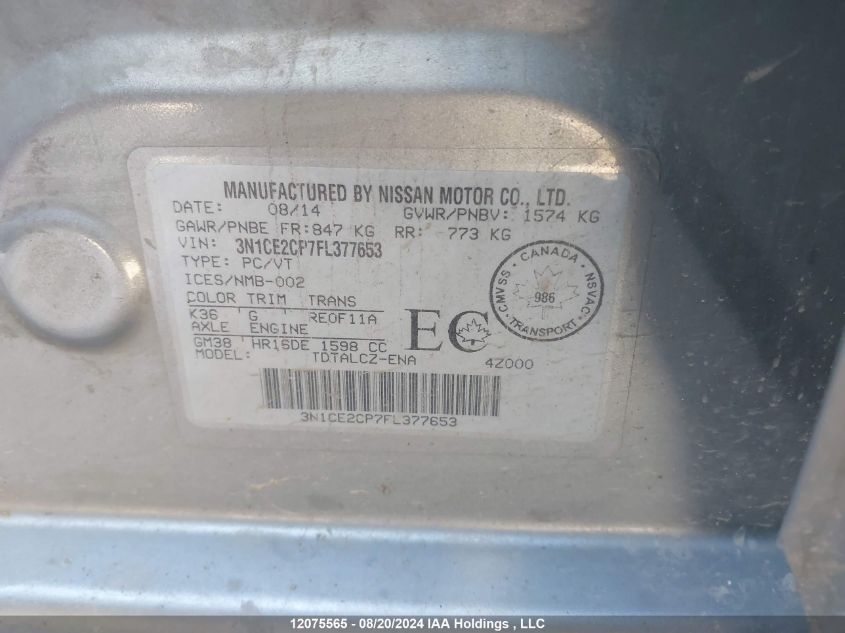 MANUFACTURED BY NISSAN MOTOR CO., LTD.
DATE: 08/14 GVWR/PNBV: 1574 KG
GAWR/PNBE FR: 847 KG RR: 773 KG
VIN: 3N1CE2CP7FL377653
TYPE: PC/VT
ICES/NMB-002
COLOR TRIM TRANS
K36 G RE0F11A
AXLE ENGINE
GM38 HR16DE 1598 CC
MODEL: TDTALCZ-ENA 4Z000
EC
CANADA
CMVSS NSVAC
986
TRANSPORT
3N1CE2CP7FL377653
12075565 - 08/20/2024 IAA Holdings , LLC